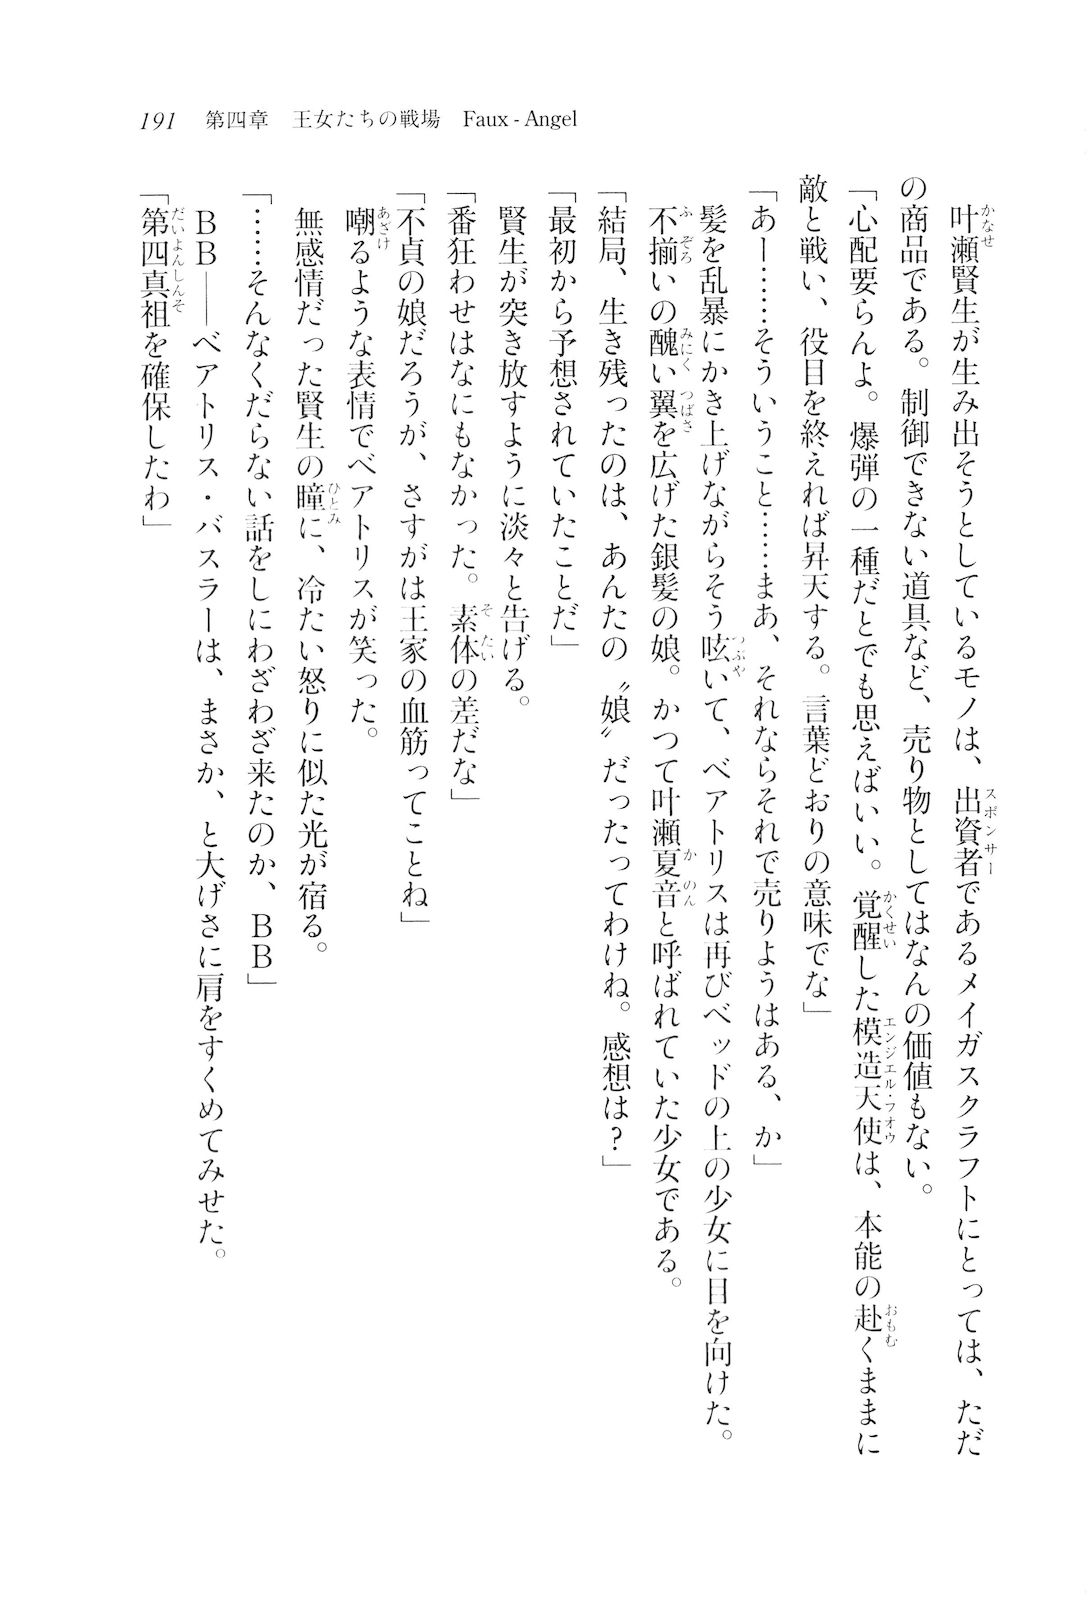 191　第四章　王女たちの戦場　Faux - Angel
叶瀬賢生が生み出そうとしているモノは、出資者であるメイガスクラフトにとっては、ただ
の商品である。制御できない道具など、売り物としてはなんの価値もない。
「心配要らんよ。爆弾の一種だとでも思えばいい。覚醒した模造天使は、本能の赴くままに
敵と戦い、役目を終えれば昇天する。言葉どおりの意味でな」
「あー……そういうこと……まあ、それならそれで売りようはある、か」
髪を乱暴にかき上げながらそう呟いて、ベアトリスは再びベッドの上の少女に目を向けた。
不揃いの醜い翼を広げた銀髪の娘。かつて叶瀬夏音と呼ばれていた少女である。
「結局、生き残ったのは、あんたの〝娘〟だったってわけね。感想は？」
「最初から予想されていたことだ」
賢生が突き放すように淡々と告げる。
「番狂わせはなにもなかった。素体の差だな」
「不貞の娘だろうが、さすがは王家の血筋ってことね」
嘲るような表情でベアトリスが笑った。
無感情だった賢生の瞳に、冷たい怒りに似た光が宿る。
「……そんなくだらない話をしにわざわざ来たのか、ＢＢ」
ＢＢ――ベアトリス・バスラーは、まさか、と大げさに肩をすくめてみせた。
「第四真祖を確保したわ」